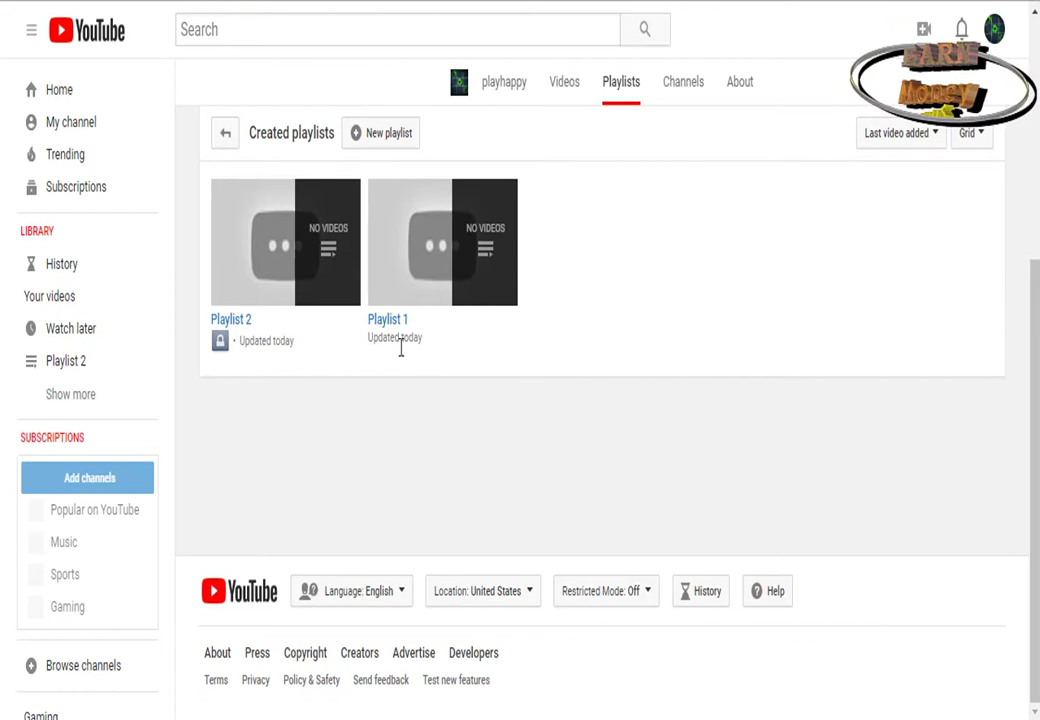 YouTube
Search
EARN
Money
Home
My channel
Trending
Subscriptions
LIBRARY
History
Your videos
Watch later
Playlist 2
Show more
SUBSCRIPTIONS
Add channels
Popular on YouTube
Music
Sports
Gaming
Browse channels
Gaming
playhappy Videos Playlists Channels About
Created playlists New playlist Last video added Grid
NO VIDEOS NO VIDEOS
Playlist 2 Playlist 1
• Updated today Updated today
YouTube Language: English Location: United States Restricted Mode: Off History Help
About Press Copyright Creators Advertise Developers
Terms Privacy Policy & Safety Send feedback Test new features